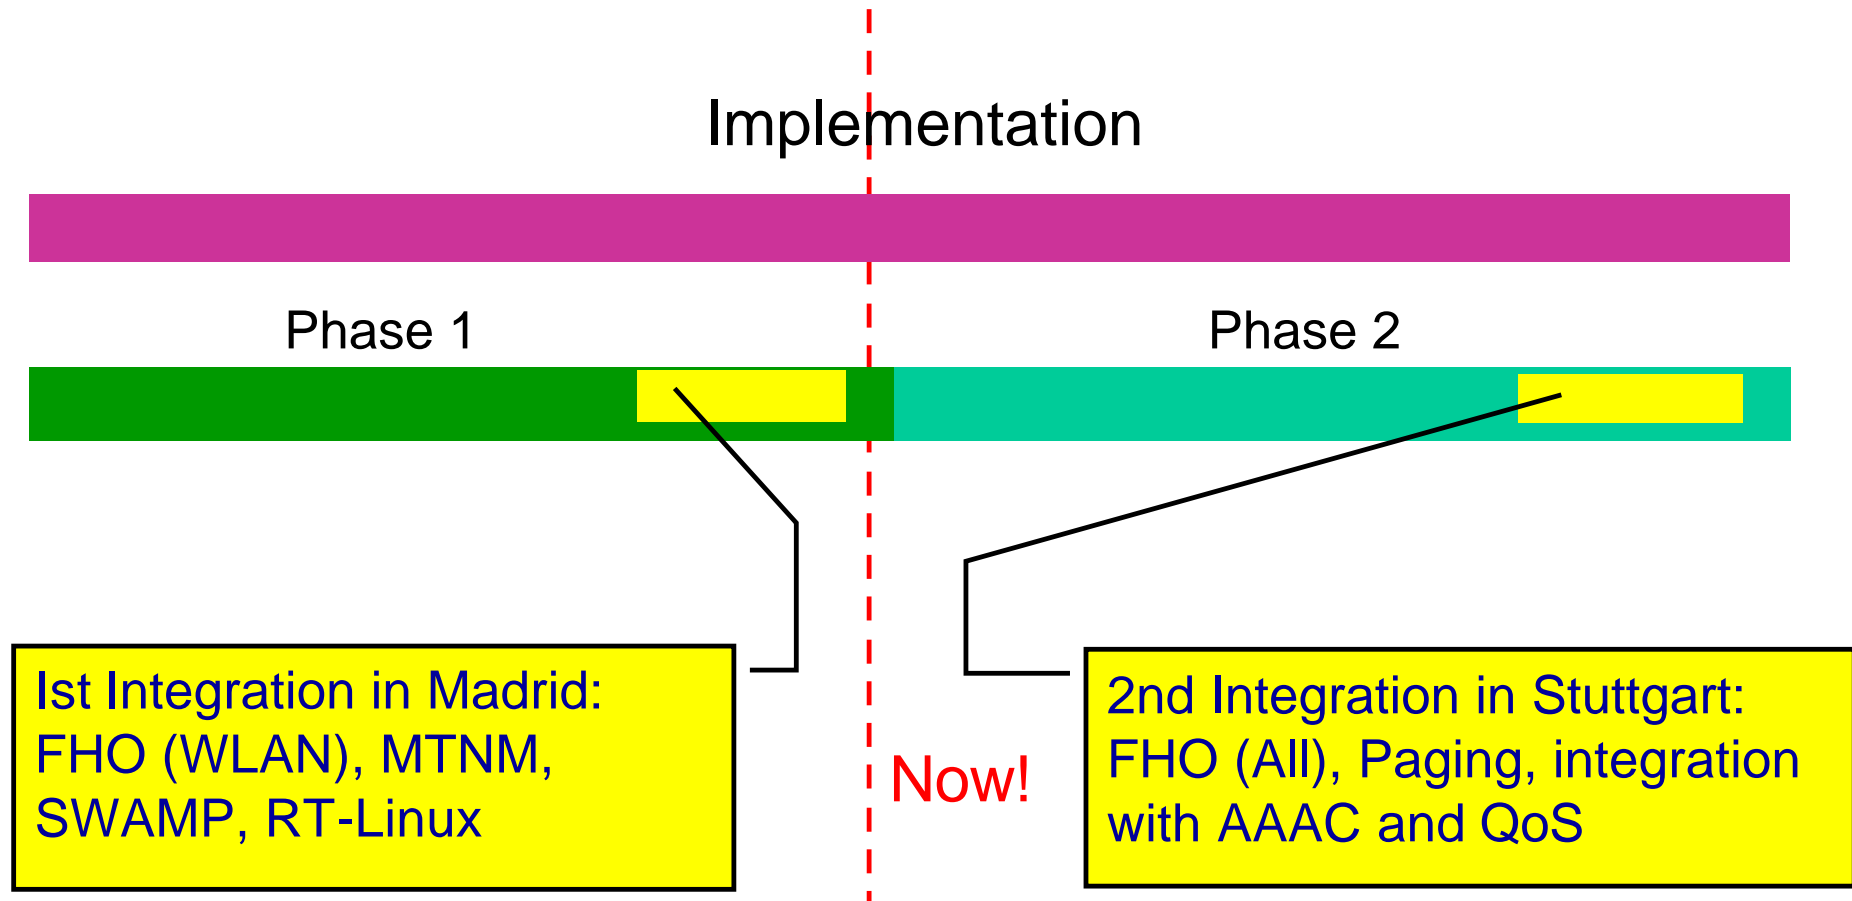 Implementation
Phase 1
Phase 2
Ist Integration in Madrid:
FHO (WLAN), MTNM,
SWAMP, RT-Linux
Now!
2nd Integration in Stuttgart:
FHO (All), Paging, integration
with AAAC and QoS